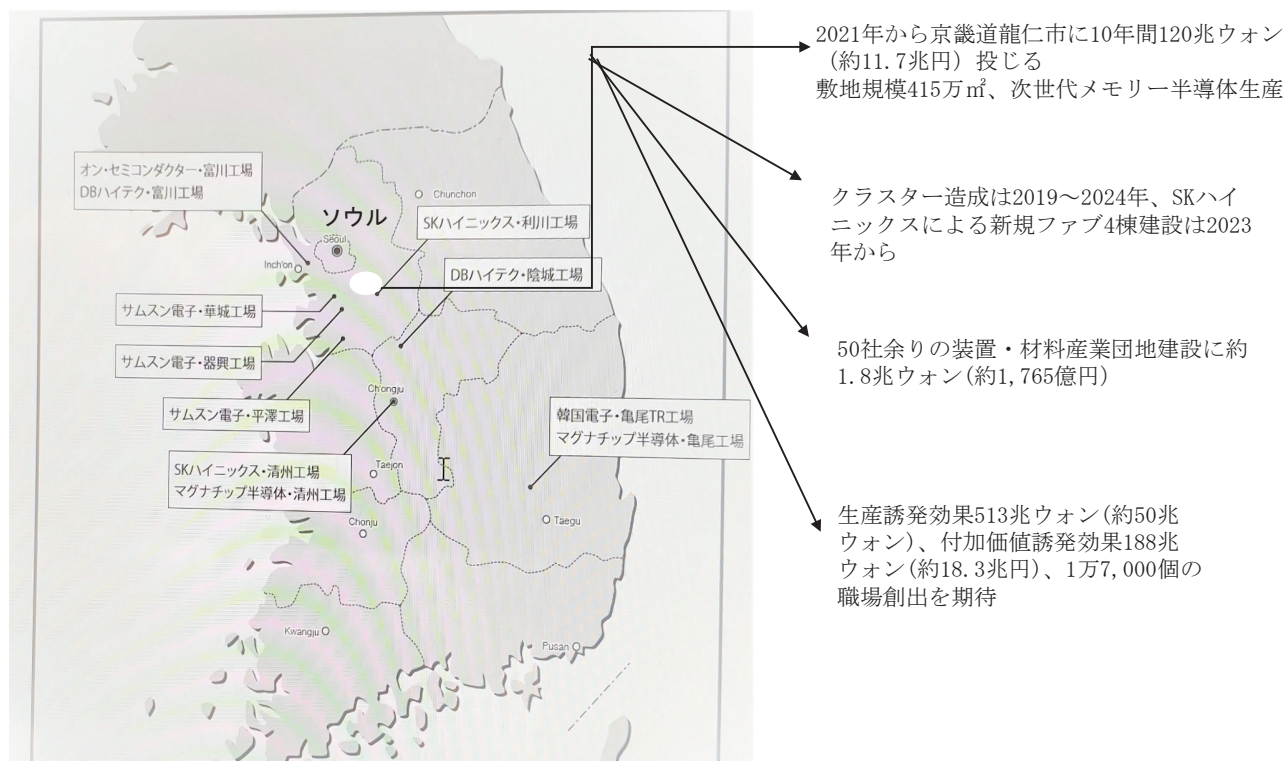 2021年から京畿道龍仁市に10年間120兆ウォン
(約11.7兆円) 投じる
敷地規模415万㎡、次世代メモリー半導体生産
オン・セミコンダクター・富川工場
DBハイテク・富川工場
Chunchon
ソウル
Seoul
SKハイニックス・利川工場
Inch'on
DBハイテク・陰城工場
サムスン電子・華城工場
サムスン電子・器興工場
サムスン電子・平澤工場
Ch'ongju
SKハイニックス・清州工場
マグナチップ半導体・清州工場
Taejon
韓国電子・亀尾TR工場
マグナチップ半導体・亀尾工場
Chonju
Taegu
Kwangju
Pusan
クラスター造成は2019～2024年、SKハイ
ニックスによる新規ファブ4棟建設は2023
年から
50社余りの装置・材料産業団地建設に約
1.8兆ウォン(約1,765億円)
生産誘発効果513兆ウォン(約50兆
ウォン)、付加価値誘発効果188兆
ウォン(約18.3兆円)、1万7,000個の
職場創出を期待